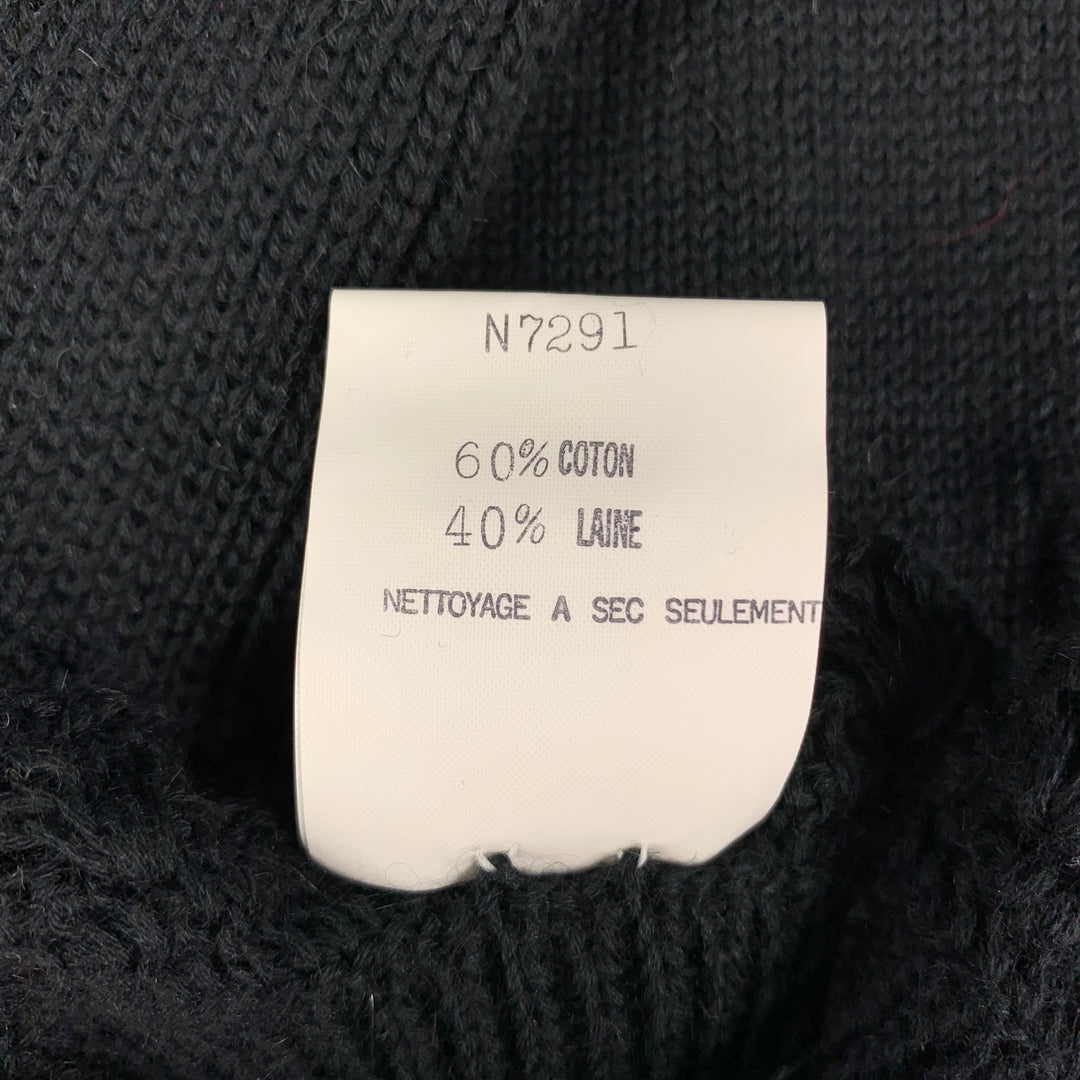 N7291
60% COTON
40% LAINE
NETTOYAGE A SEC SEULEMENT